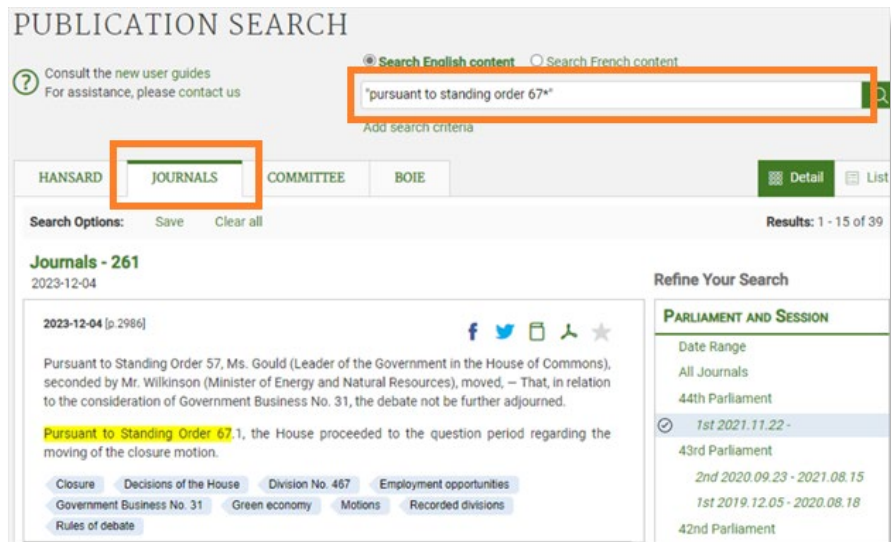 PUBLICATION SEARCH
Consult the new user guides
For assistance, please contact us
Search English content Search French content
"pursuant to standing order 67*"
Add search criteria
HANSARD JOURNALS COMMITTEE BOIE Detail List
Search Options: Save Clear all Results: 1 - 15 of 39
Journals - 261
2023-12-04
Refine Your Search
2023-12-04 [p.2986]
Pursuant to Standing Order 57, Ms. Gould (Leader of the Government in the House of Commons),
seconded by Mr. Wilkinson (Minister of Energy and Natural Resources), moved, — That, in relation
to the consideration of Government Business No. 31, the debate not be further adjourned.
Pursuant to Standing Order 67.1, the House proceeded to the question period regarding the
moving of the closure motion.
Closure Decisions of the House Division No. 467 Employment opportunities
Government Business No. 31 Green economy Motions Recorded divisions
Rules of debate
PARLIAMENT AND SESSION
Date Range
All Journals
44th Parliament
1st 2021.11.22 -
43rd Parliament
2nd 2020.09.23 - 2021.08.15
1st 2019.12.05 - 2020.08.18
42nd Parliament